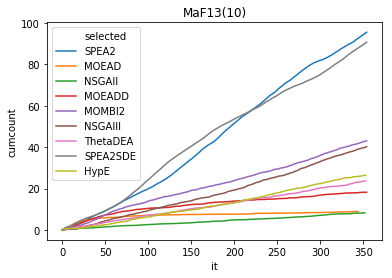 MaF13(10)
cumcount
100
80
60
40
20
0
selected
SPEA2
MOEAD
NSGAII
MOEADD
MOMBI2
NSGAIII
ThetaDEA
SPEA2SDE
HypE
0 50 100 150 200 250 300 350
it